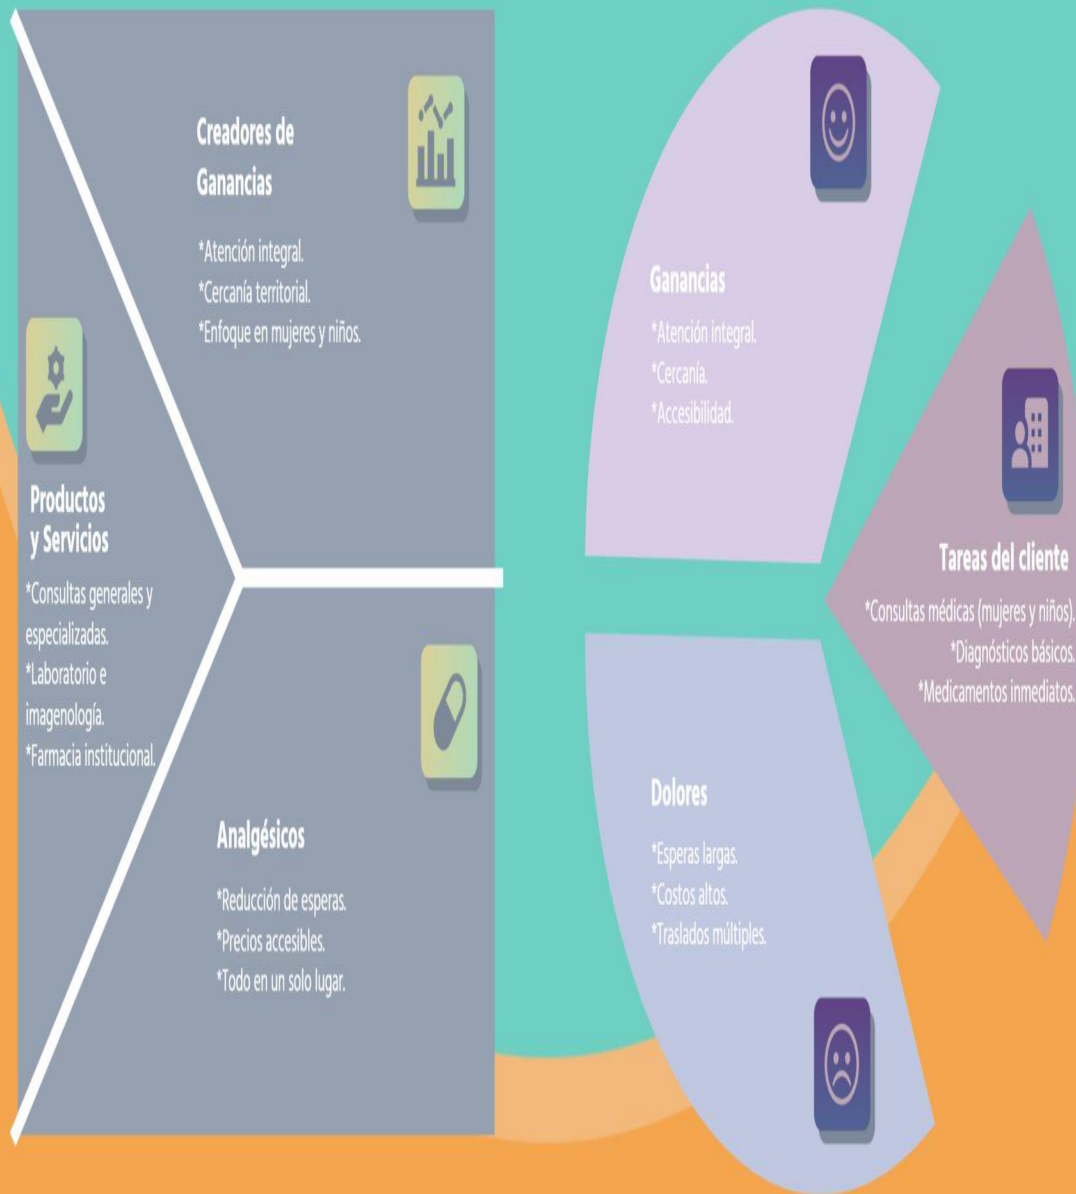 Creadores de
Ganancias
*Atención integral.
*Cercanía territorial.
*Enfoque en mujeres y niños.
Productos
y Servicios
*Consultas generales y
especializadas.
*Laboratorio e
imagenología.
*Farmacia institucional.
Analgésicos
*Reducción de esperas.
*Precios accesibles.
*Todo en un solo lugar.
Ganancias
*Atención integral.
*Cercanía.
*Accesibilidad.
Tareas del cliente
*Consultas médicas (mujeres y niños).
*Diagnósticos básicos.
*Medicamentos inmediatos.
Dolores
*Esperas largas.
*Costos altos.
*Traslados múltiples.